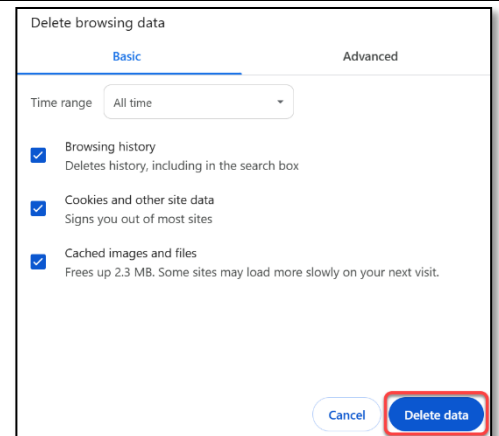 Delete browsing data
Basic
Advanced
Time range
All time
Browsing history
Deletes history, including in the search box
Cookies and other site data
Signs you out of most sites
Cached images and files
Frees up 2.3 MB. Some sites may load more slowly on your next visit.
Cancel
Delete data